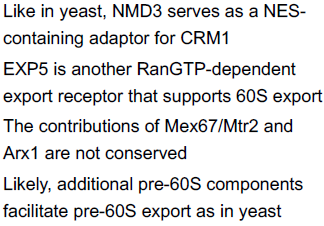 Like in yeast, NMD3 serves as a NES-
containing adaptor for CRM1
EXP5 is another RanGTP-dependent
export receptor that supports 60S export
The contributions of Mex67/Mtr2 and
Arx1 are not conserved
Likely, additional pre-60S components
facilitate pre-60S export as in yeast